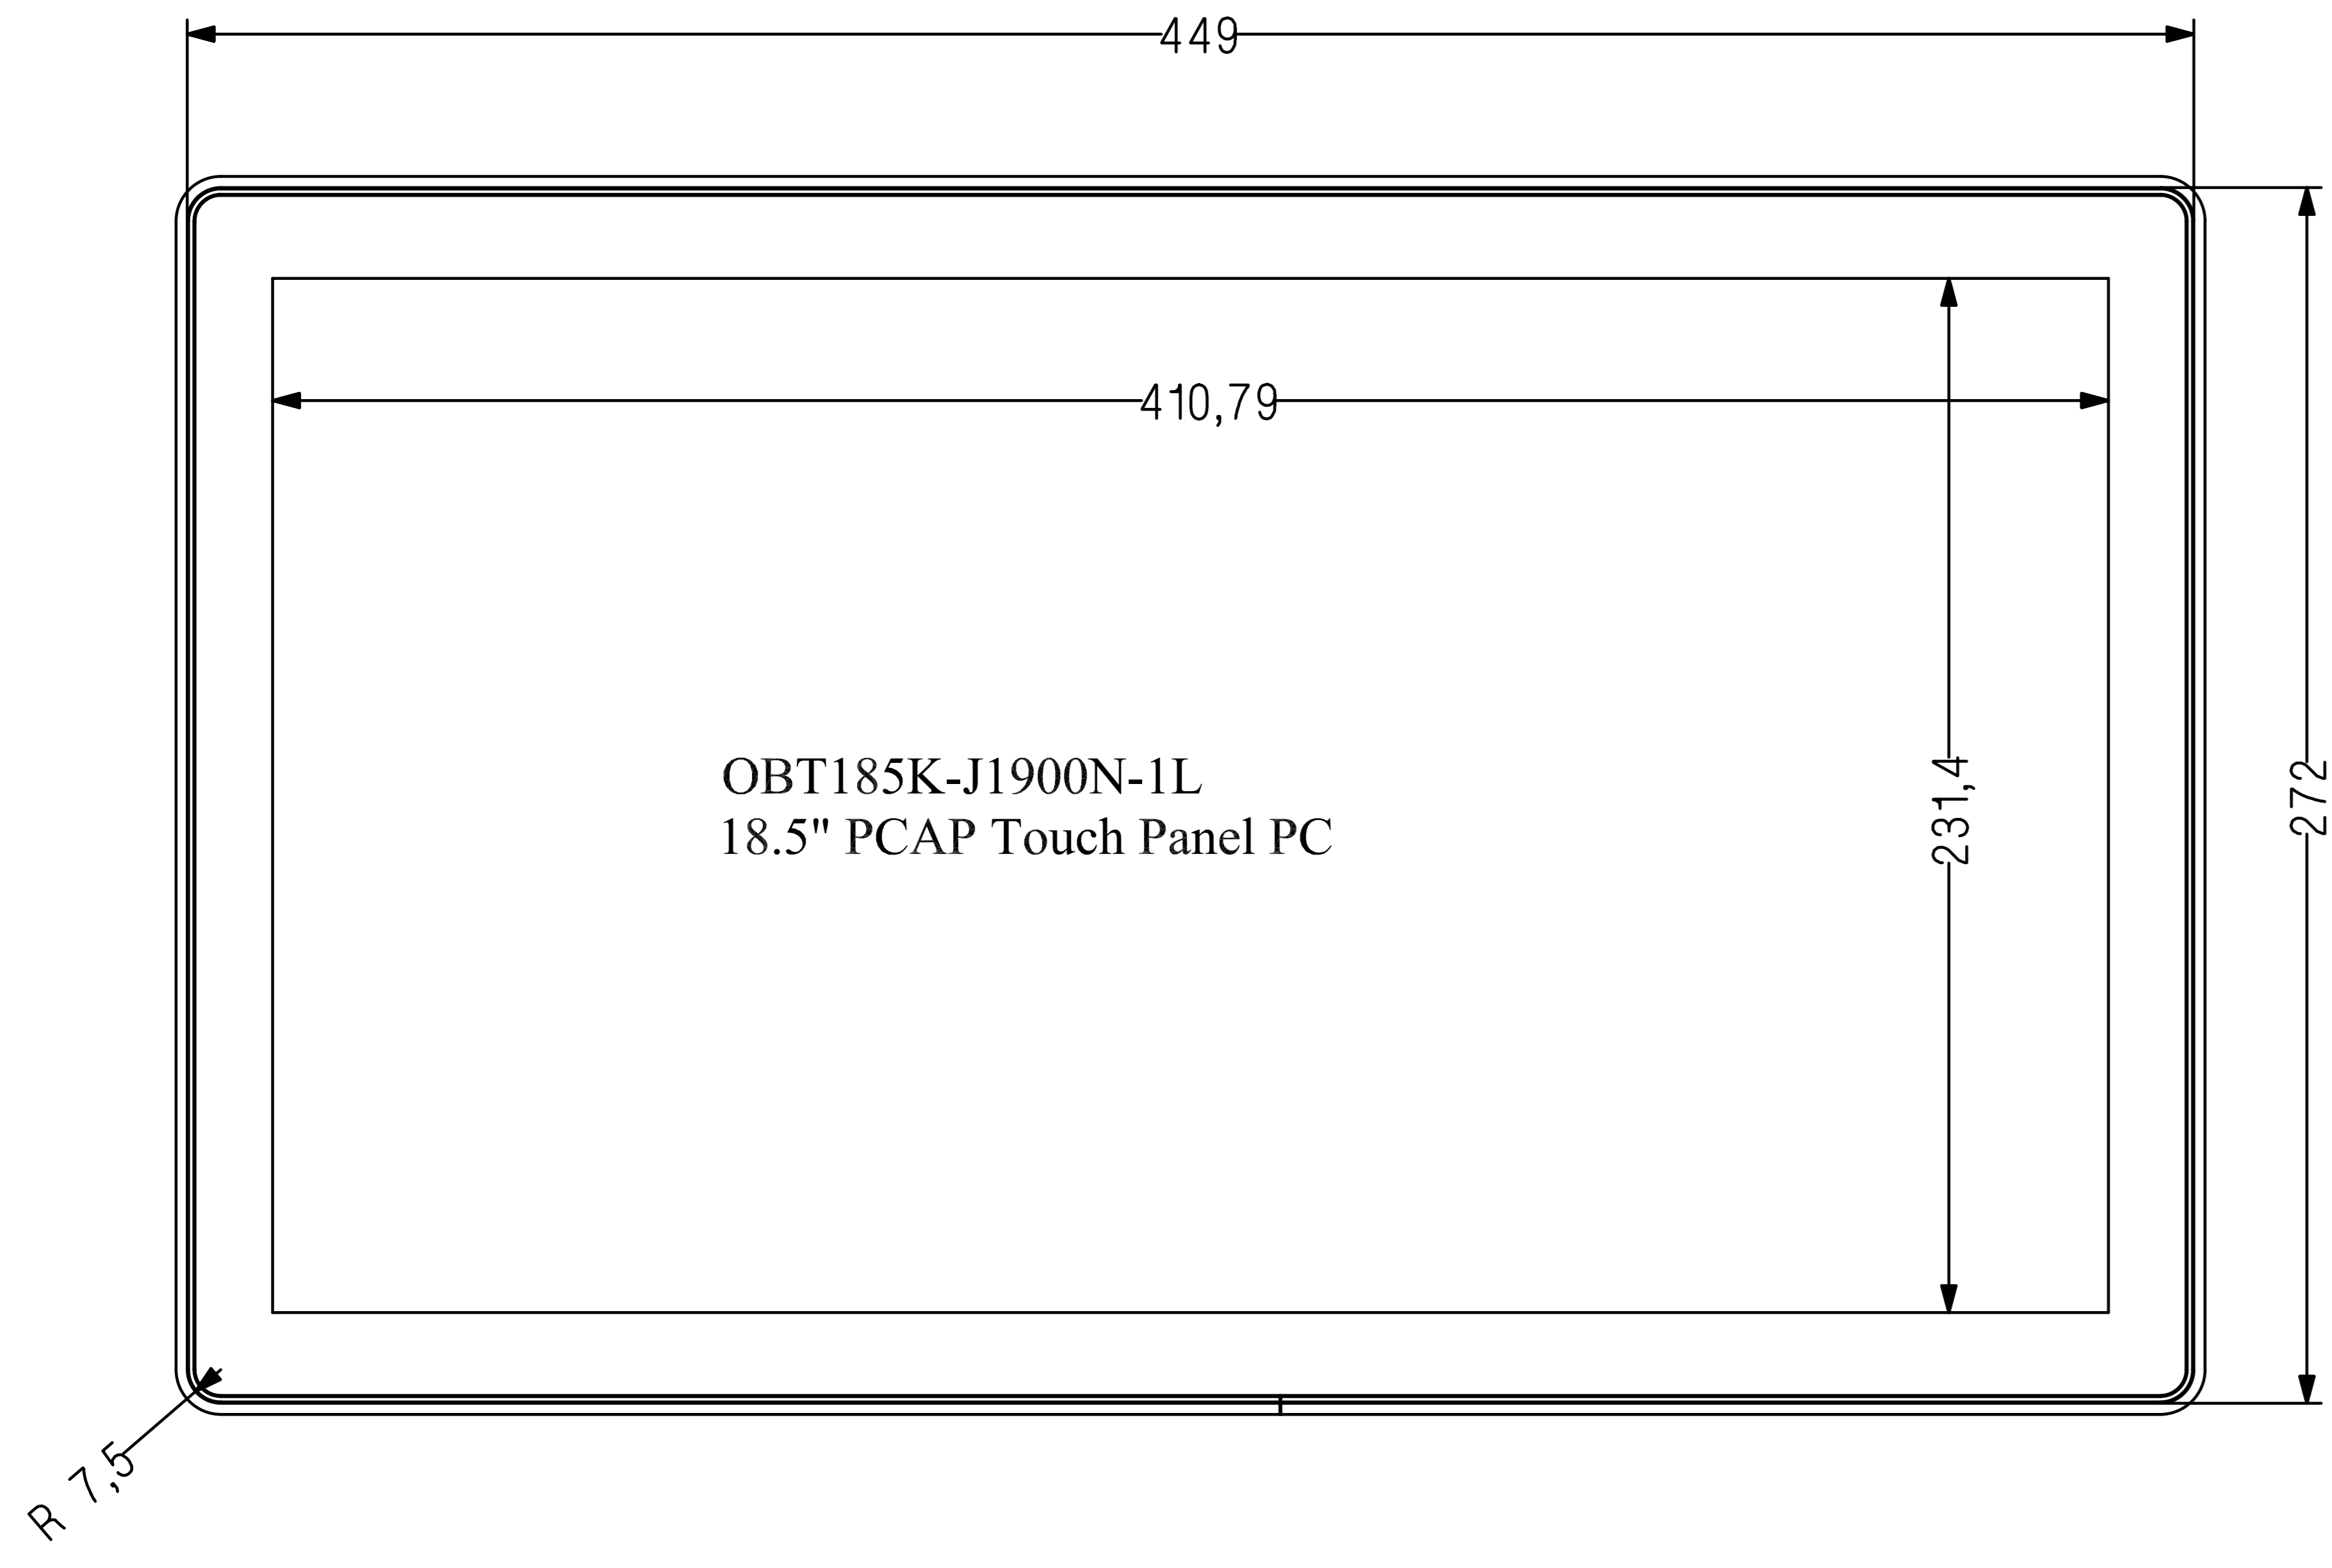 449
410,79
OBT185K-J1900N-1L
18.5" PCAP Touch Panel PC
231,4
272
R 7,5